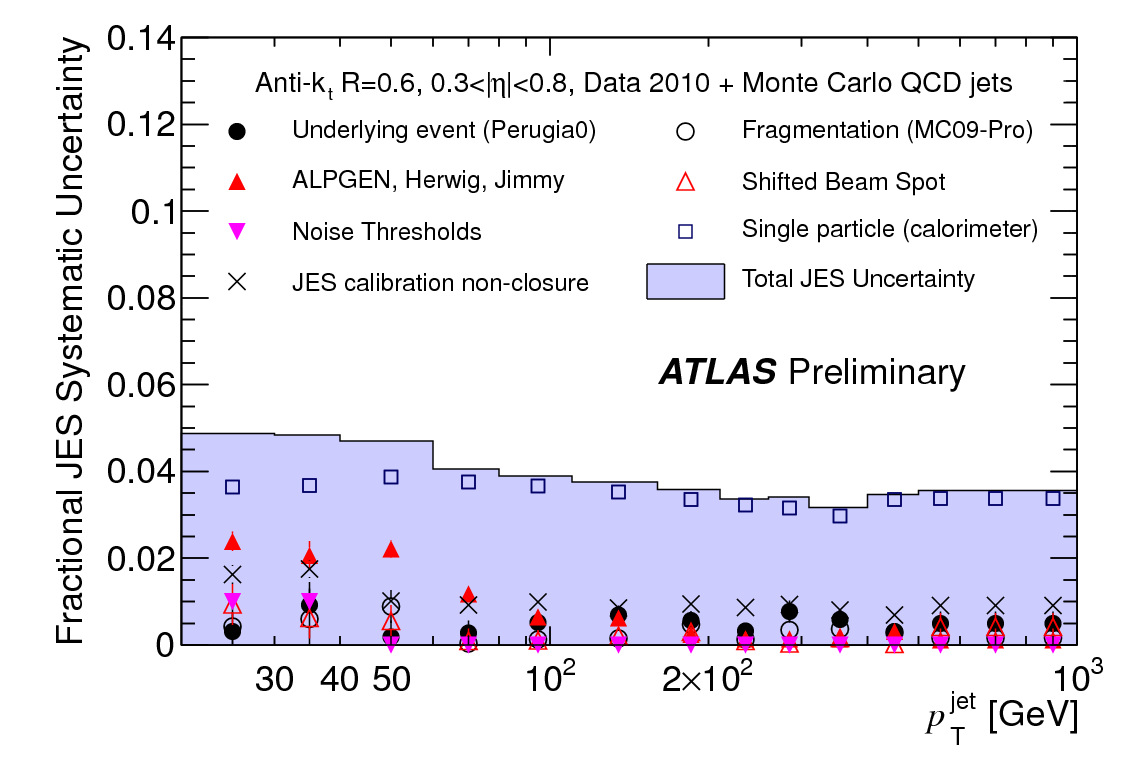 Fractional JES Systematic Uncertainty
0.14
0.12
0.1
0.08
0.06
0.04
0.02
0
Anti-kt R=0.6, 0.3<|η|<0.8, Data 2010 + Monte Carlo QCD jets
Underlying event (Perugia0)
Fragmentation (MC09-Pro)
ALPGEN, Herwig, Jimmy
Shifted Beam Spot
Noise Thresholds
Single particle (calorimeter)
JES calibration non-closure
Total JES Uncertainty
ATLAS Preliminary
30 40 50 10² 2×10² 10³
p_T^jet [GeV]